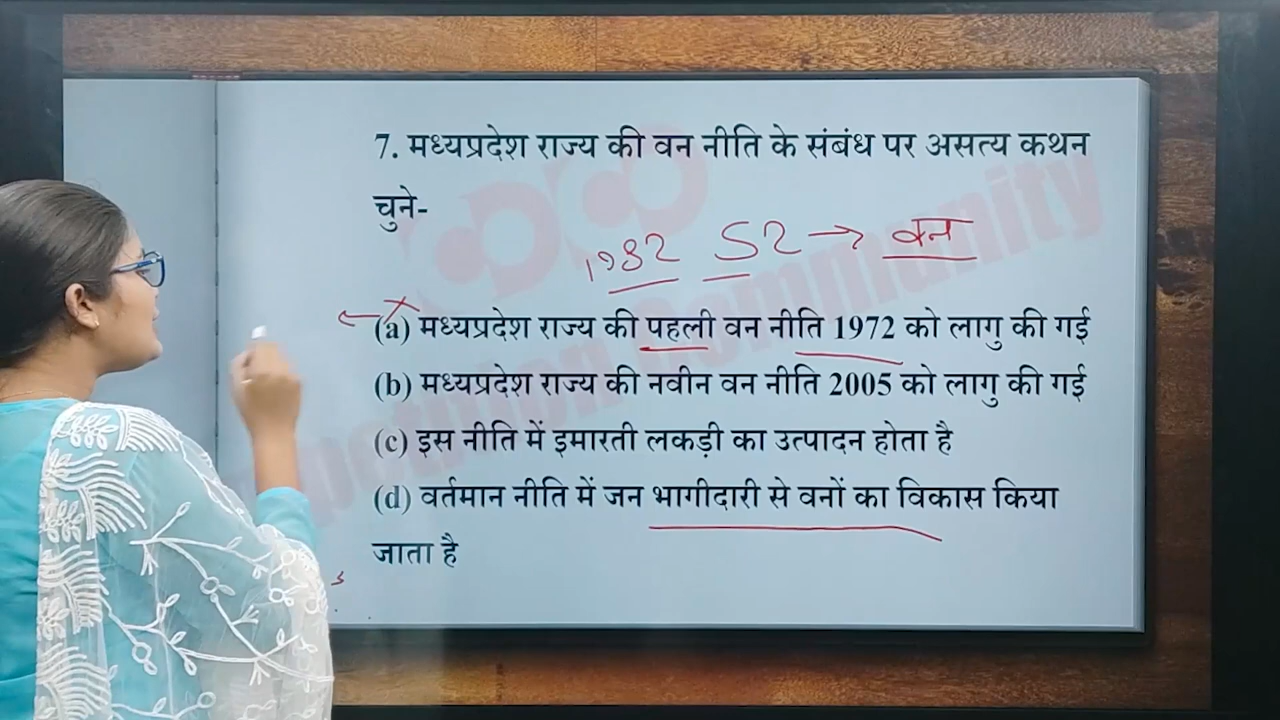 7. मध्यप्रदेश राज्य की वन नीति के संबंध पर असत्य कथन
चुने-
1982 52 → वन
(a) मध्यप्रदेश राज्य की पहली वन नीति 1972 को लागु की गई
(b) मध्यप्रदेश राज्य की नवीन वन नीति 2005 को लागु की गई
(c) इस नीति में इमारती लकड़ी का उत्पादन होता है
(d) वर्तमान नीति में जन भागीदारी से वनों का विकास किया
जाता है